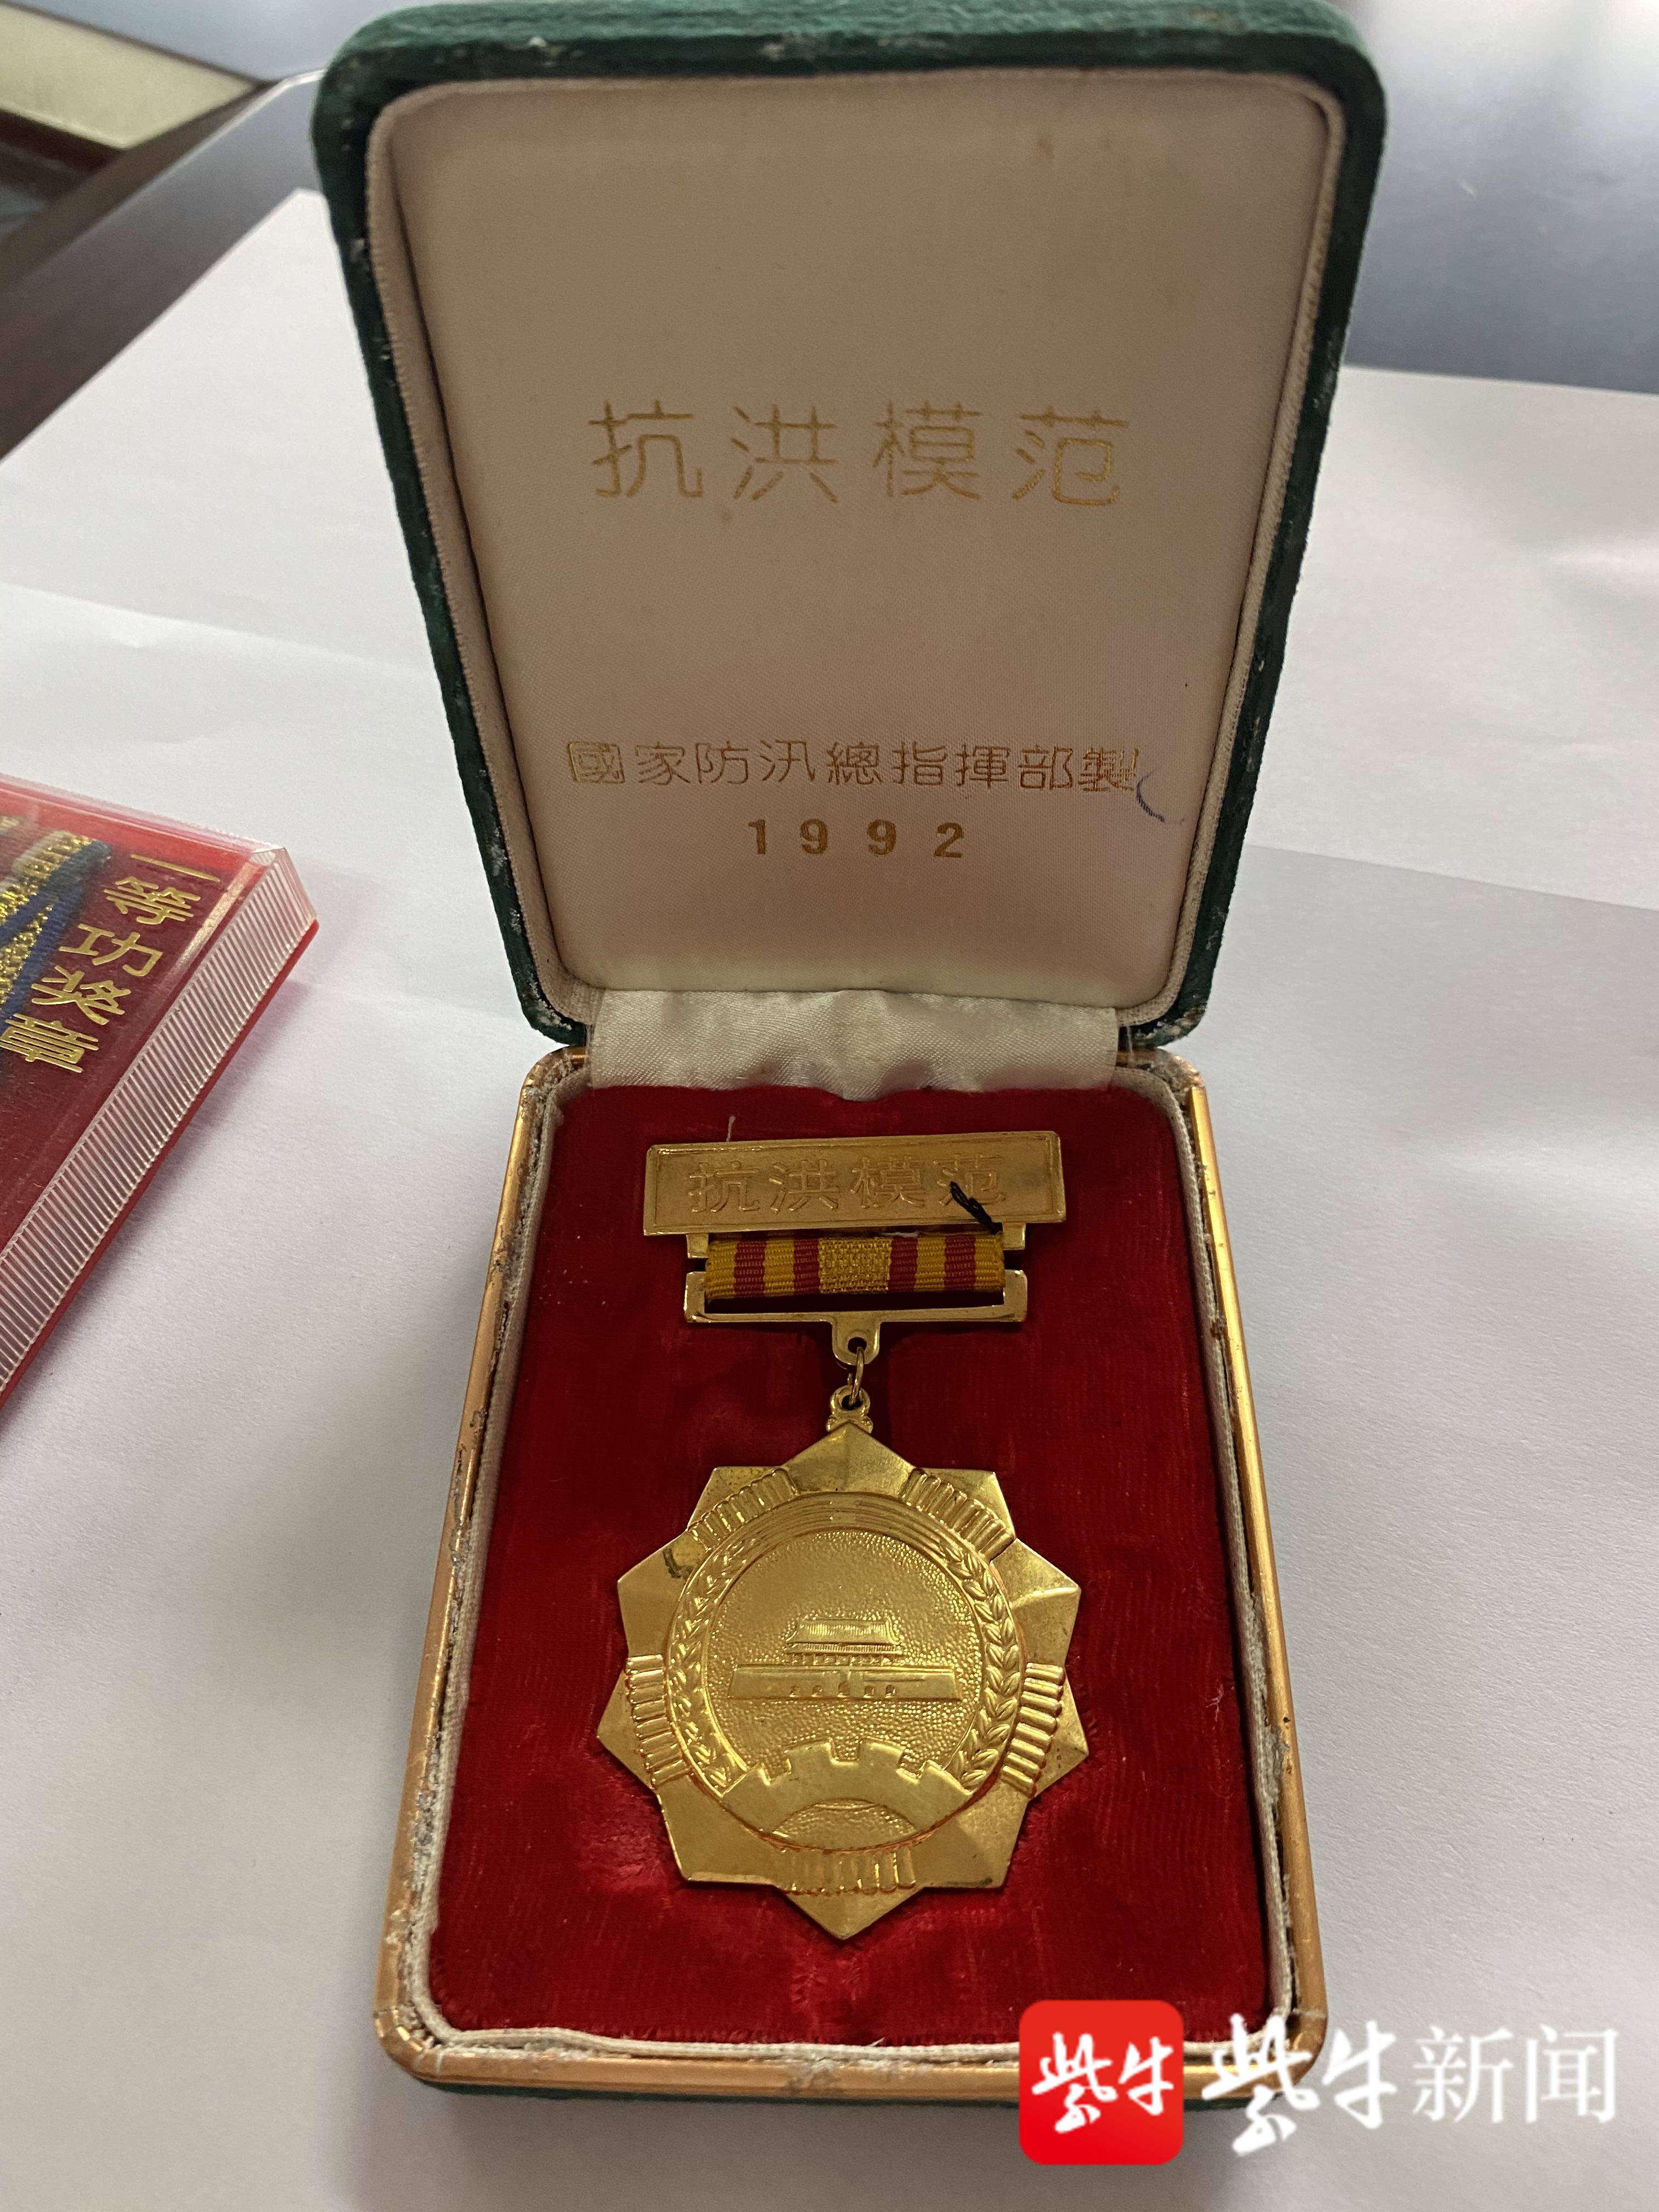 抗洪模范
國家防汛總指揮部製
1992
二等功奖章
抗洪模范
紫牛
紫牛新闻